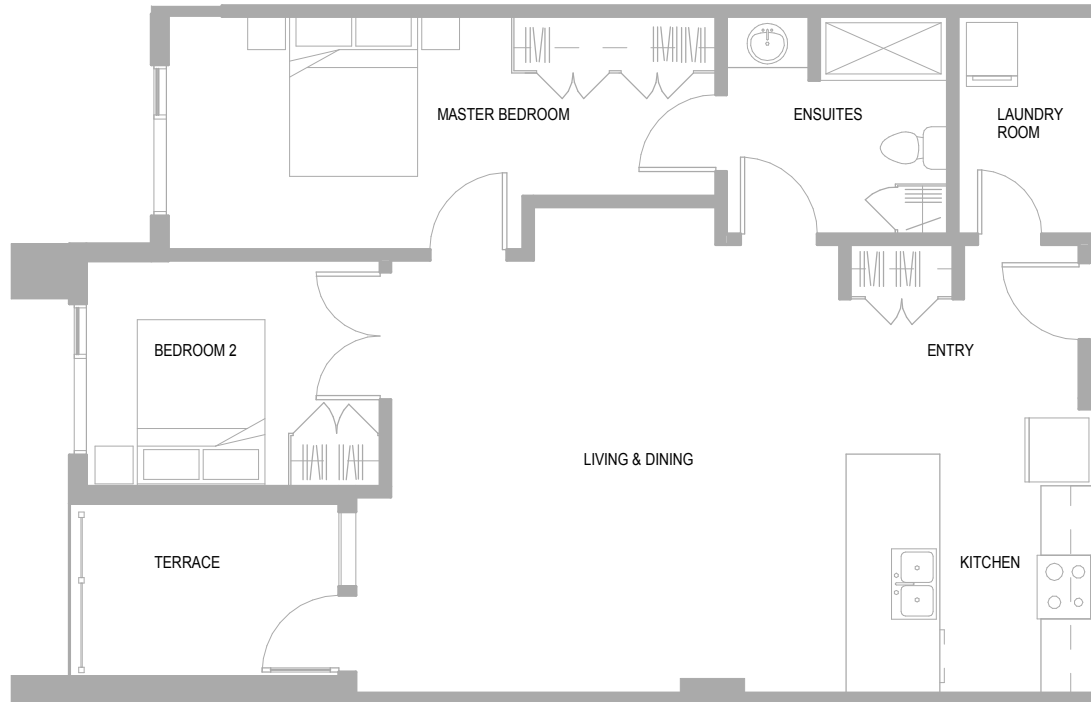 MASTER BEDROOM
ENSUITES
LAUNDRY
ROOM
BEDROOM 2
ENTRY
LIVING & DINING
TERRACE
KITCHEN